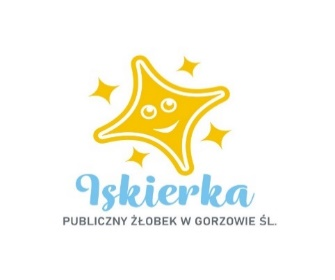 Iskierka
PUBLICZNY ŻŁOBEK W GORZOWIE ŚL.